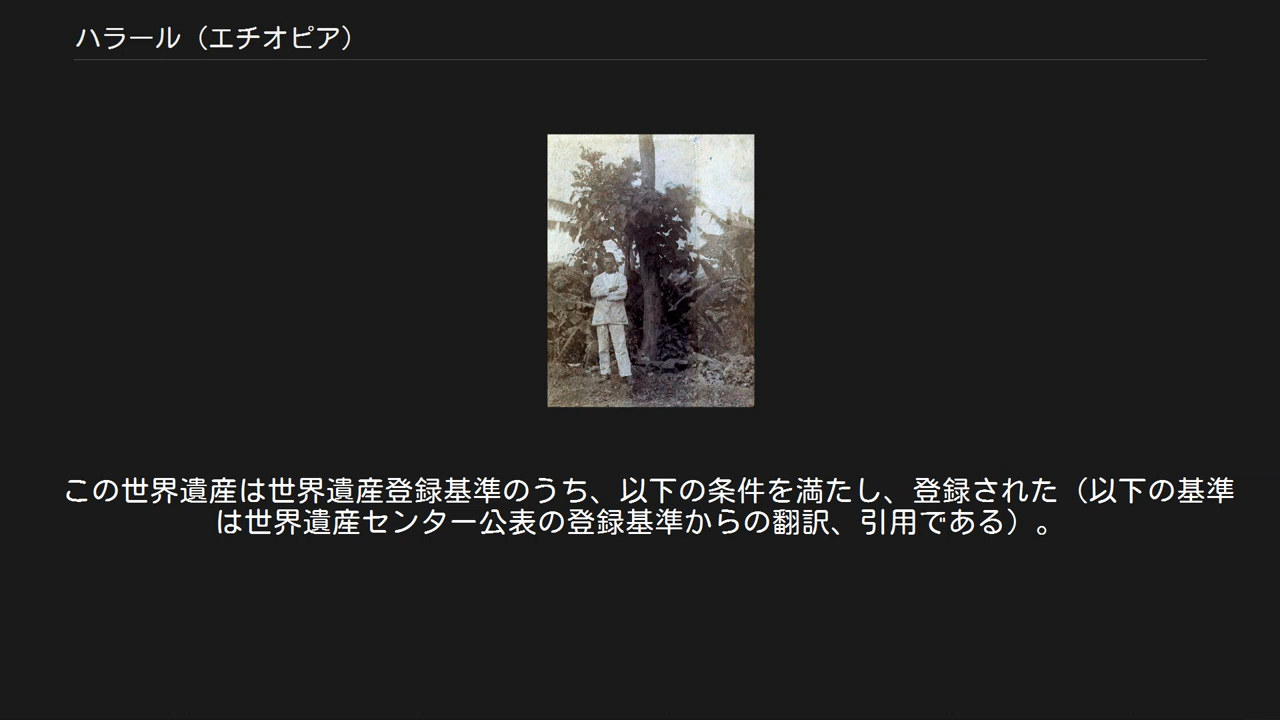 ハラール（エチオピア）
この世界遺産は世界遺産登録基準のうち、以下の条件を満たし、登録された（以下の基準
は世界遺産センター公表の登録基準からの翻訳、引用である）。